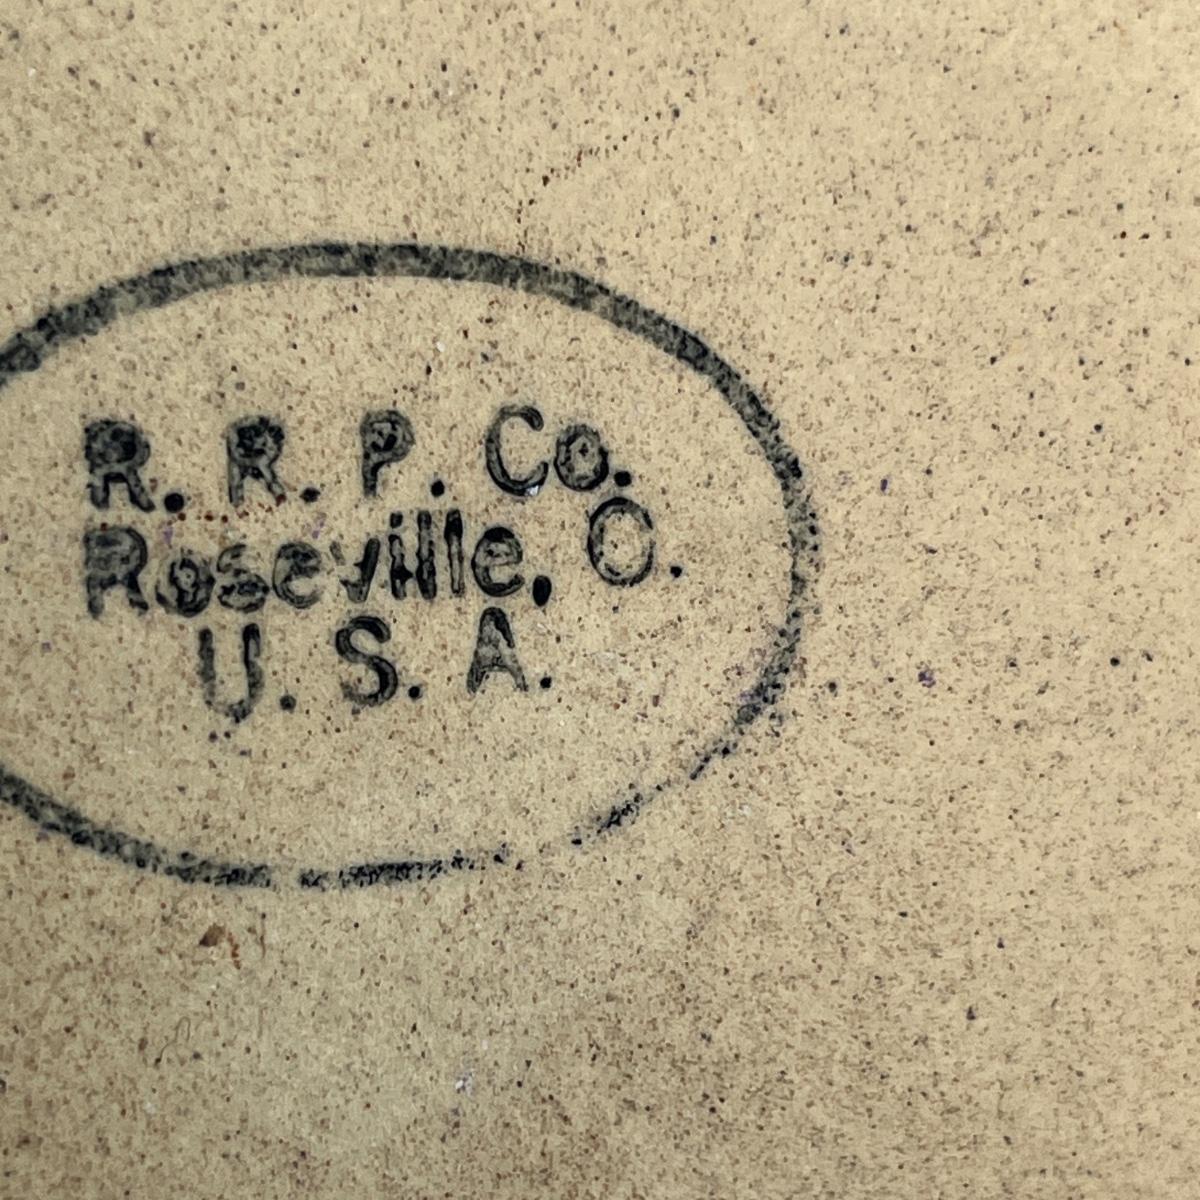 R. R. P. Co.
Roseville, O.
U. S. A.